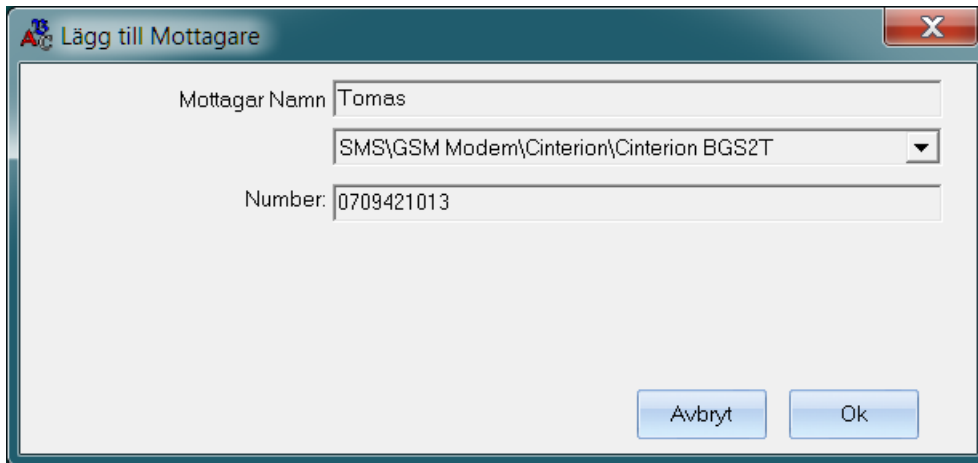 Lägg till Mottagare
Mottagar Namn Tomas
SMS\GSM Modem\Cinterion\Cinterion BGS2T
Number: 0709421013
Avbryt Ok